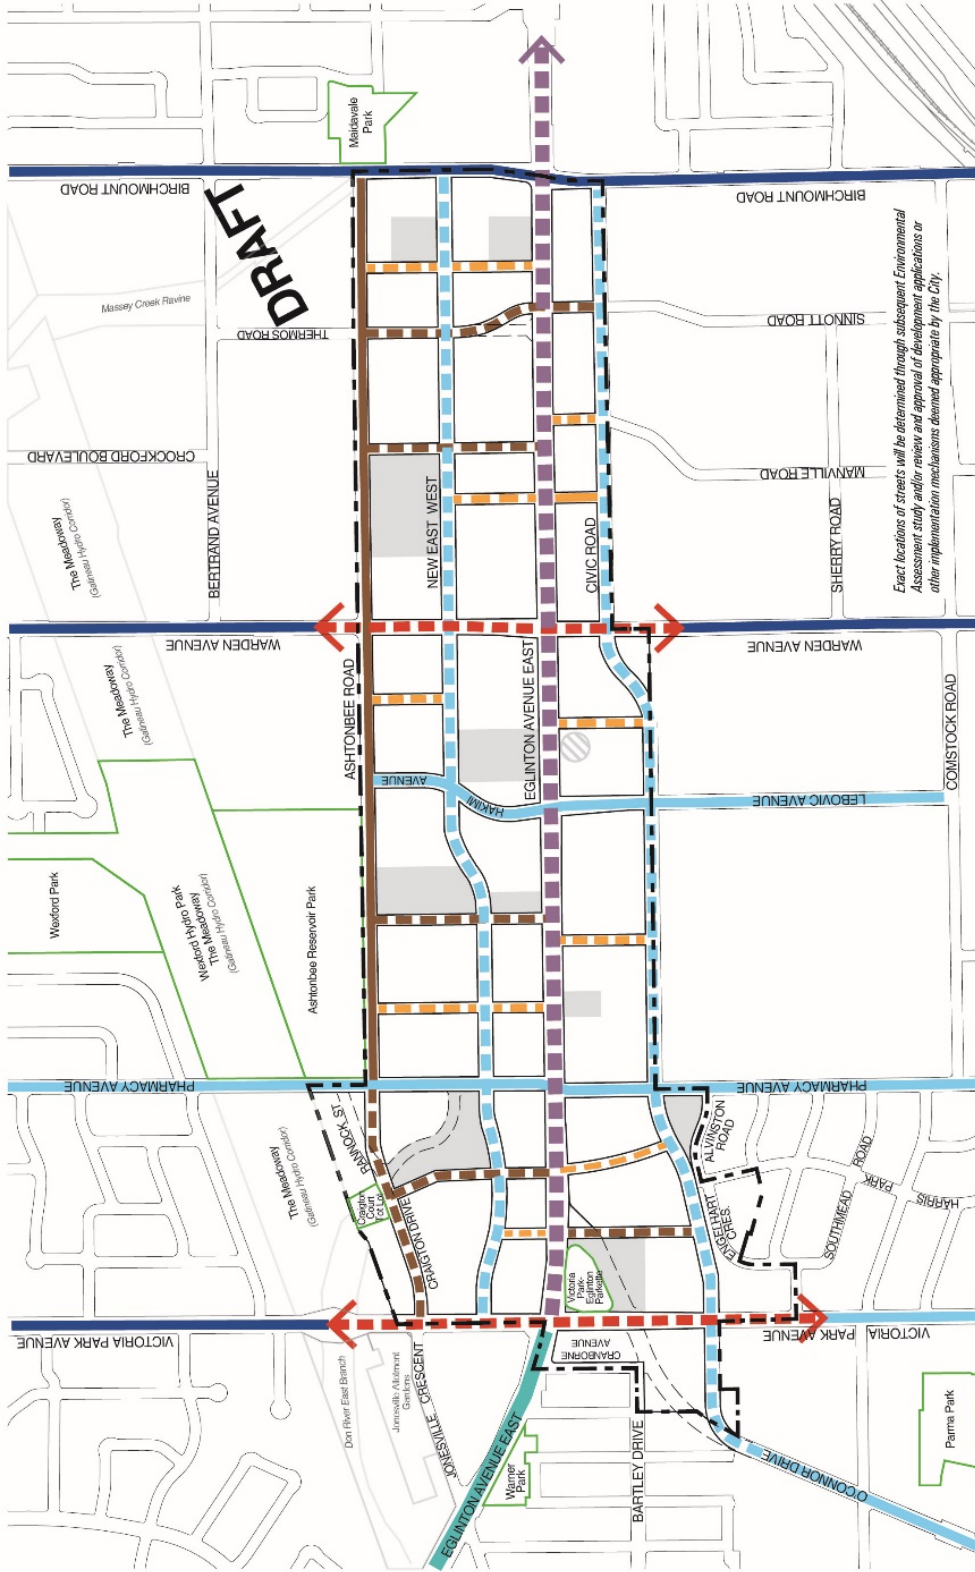 BIRCHMOUNT ROAD
Maidavale
Park
BIRCHMOUNT ROAD
DRAFT
Massey Creek Ravine
THERMOS ROAD
SINNOTT ROAD
Exact locations of streets will be determined through subsequent Environmental
Assessment study and/or review and approval of development applications or
other implementation mechanisms deemed appropriate by the City.
CROCKFORD BOULEVARD
MANVILLE ROAD
The Meadoway
(Gatineau Hydro Corridor)
BERTRAND AVENUE
NEW EAST WEST
CIVIC ROAD
SHERRY ROAD
WARDEN AVENUE
WARDEN AVENUE
The Meadoway
(Gatineau Hydro Corridor)
ASHTONBEE ROAD
EGLINTON AVENUE EAST
COMSTOCK ROAD
HAKIMI
AVENUE
LEBOVIC AVENUE
Wexford Park
Wexford Hydro Park
The Meadoway
(Gatineau Hydro Corridor)
Ashtonbee Reservoir Park
PHARMACY AVENUE
PHARMACY AVENUE
The Meadoway
(Gatineau Hydro Corridor)
RANNOCK ST
Craigton
Court
Tot Lot
CRAIGTON DRIVE
ALVINSTON
ROAD
ENGELHART
CRES.
SOUTHMEAD
ROAD
HARRIS
PARK
Victoria
Park-
Eglinton
Parkette
VICTORIA PARK AVENUE
VICTORIA
PARK AVENUE
Don River East Branch
Jonesville Allotment
Gardens
JONESVILLE CRESCENT
CRANBORNE
AVENUE
EGLINTON AVENUE EAST
Warner
Park
BARTLEY DRIVE
O'CONNOR DRIVE
Parma Park